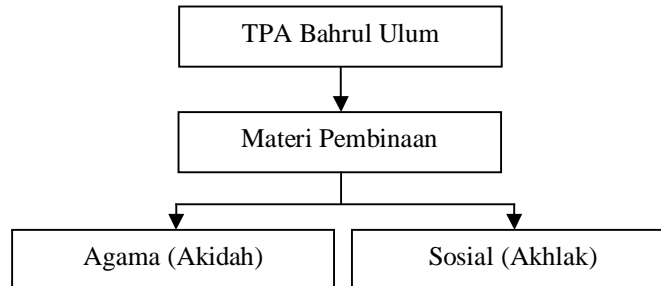 TPA Bahrul Ulum
Materi Pembinaan
Agama (Akidah)
Sosial (Akhlak)